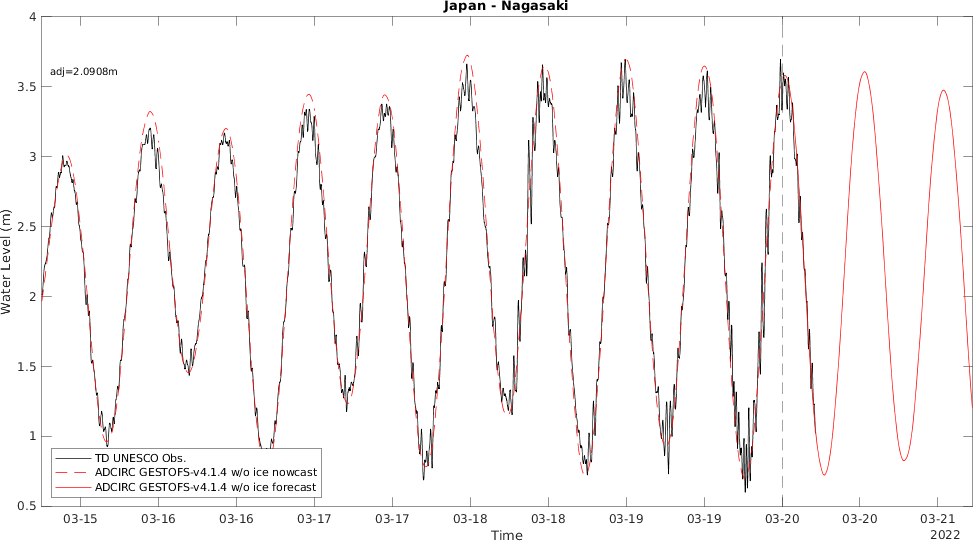 Japan - Nagasaki
4
adj=2.0908m
3.5
3
2.5
2
1.5
1
0.5
Water Level (m)
TD UNESCO Obs.
ADCIRC GESTOFS-v4.1.4 w/o ice nowcast
ADCIRC GESTOFS-v4.1.4 w/o ice forecast
03-15 03-16 03-16 03-17 03-17 03-18 03-18 03-19 03-19 03-20 03-20 03-21
Time
2022